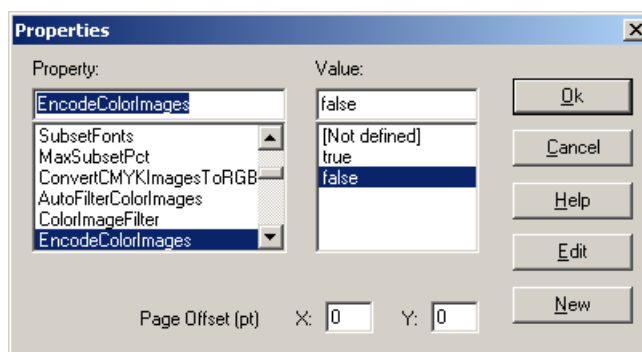 Properties
Property:
Value:
EncodeColorImages
false
SubsetFonts
MaxSubsetPct
ConvertCMYKImagesToRGB
AutoFilterColorImages
ColorImageFilter
EncodeColorImages
[Not defined]
true
false
Ok
Cancel
Help
Edit
New
Page Offset (pt) X: 0 Y: 0